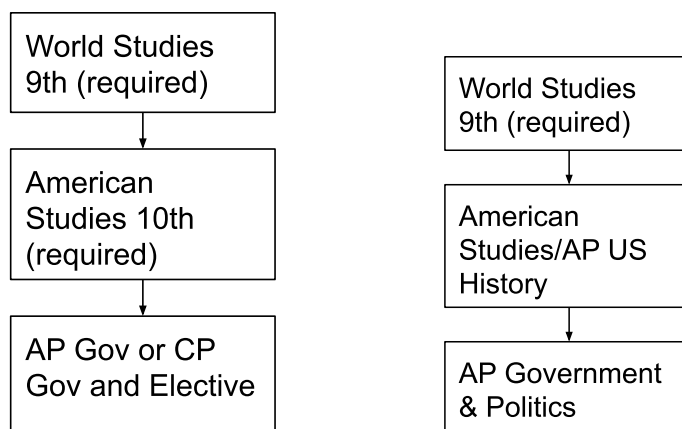 World Studies
9th (required)
American
Studies 10th
(required)
AP Gov or CP
Gov and Elective
World Studies
9th (required)
American
Studies/AP US
History
AP Government
& Politics